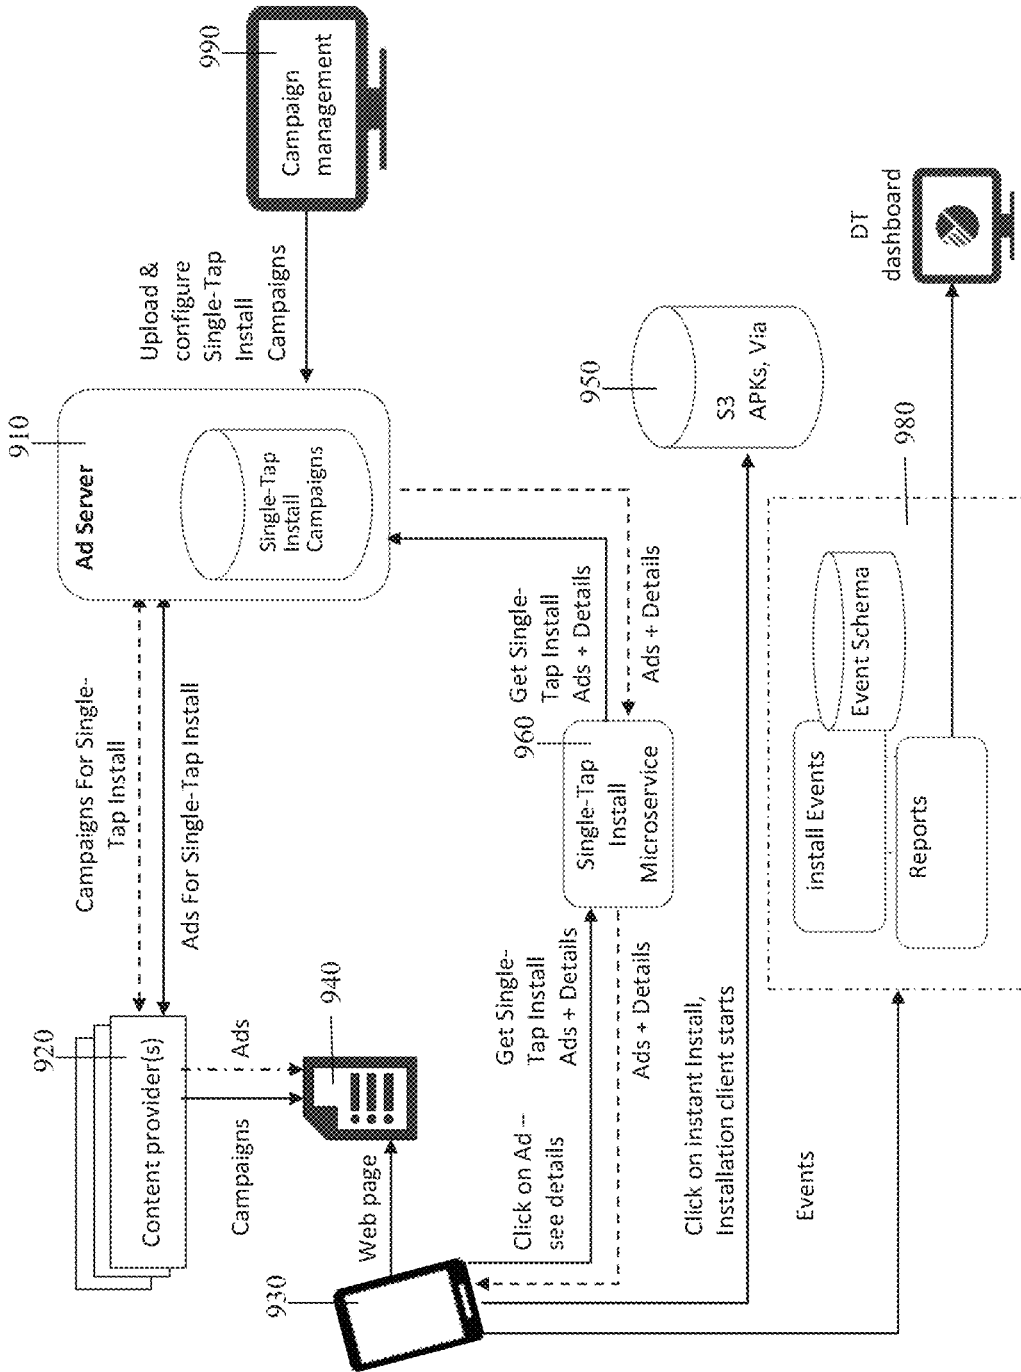 920
Content provider(s)
Campaigns For Single-
Tap Install
Ads For Single-Tap Install
910
Ad Server
Single-Tap
Install
Campaigns
Upload &
configure
Single-Tap
Install
Campaigns
990
Campaign
management
Campaigns
Ads
940
Web page
930
Click on Ad –
see details
Get Single-
Tap Install
Ads + Details
Ads + Details
960
Single-Tap
Install
Microservice
Get Single-
Tap Install
Ads + Details
Ads + Details
Click on instant Install,
Installation client starts
950
S3
APKs, Via
Events
980
install Events
Event Schema
Reports
DT
dashboard